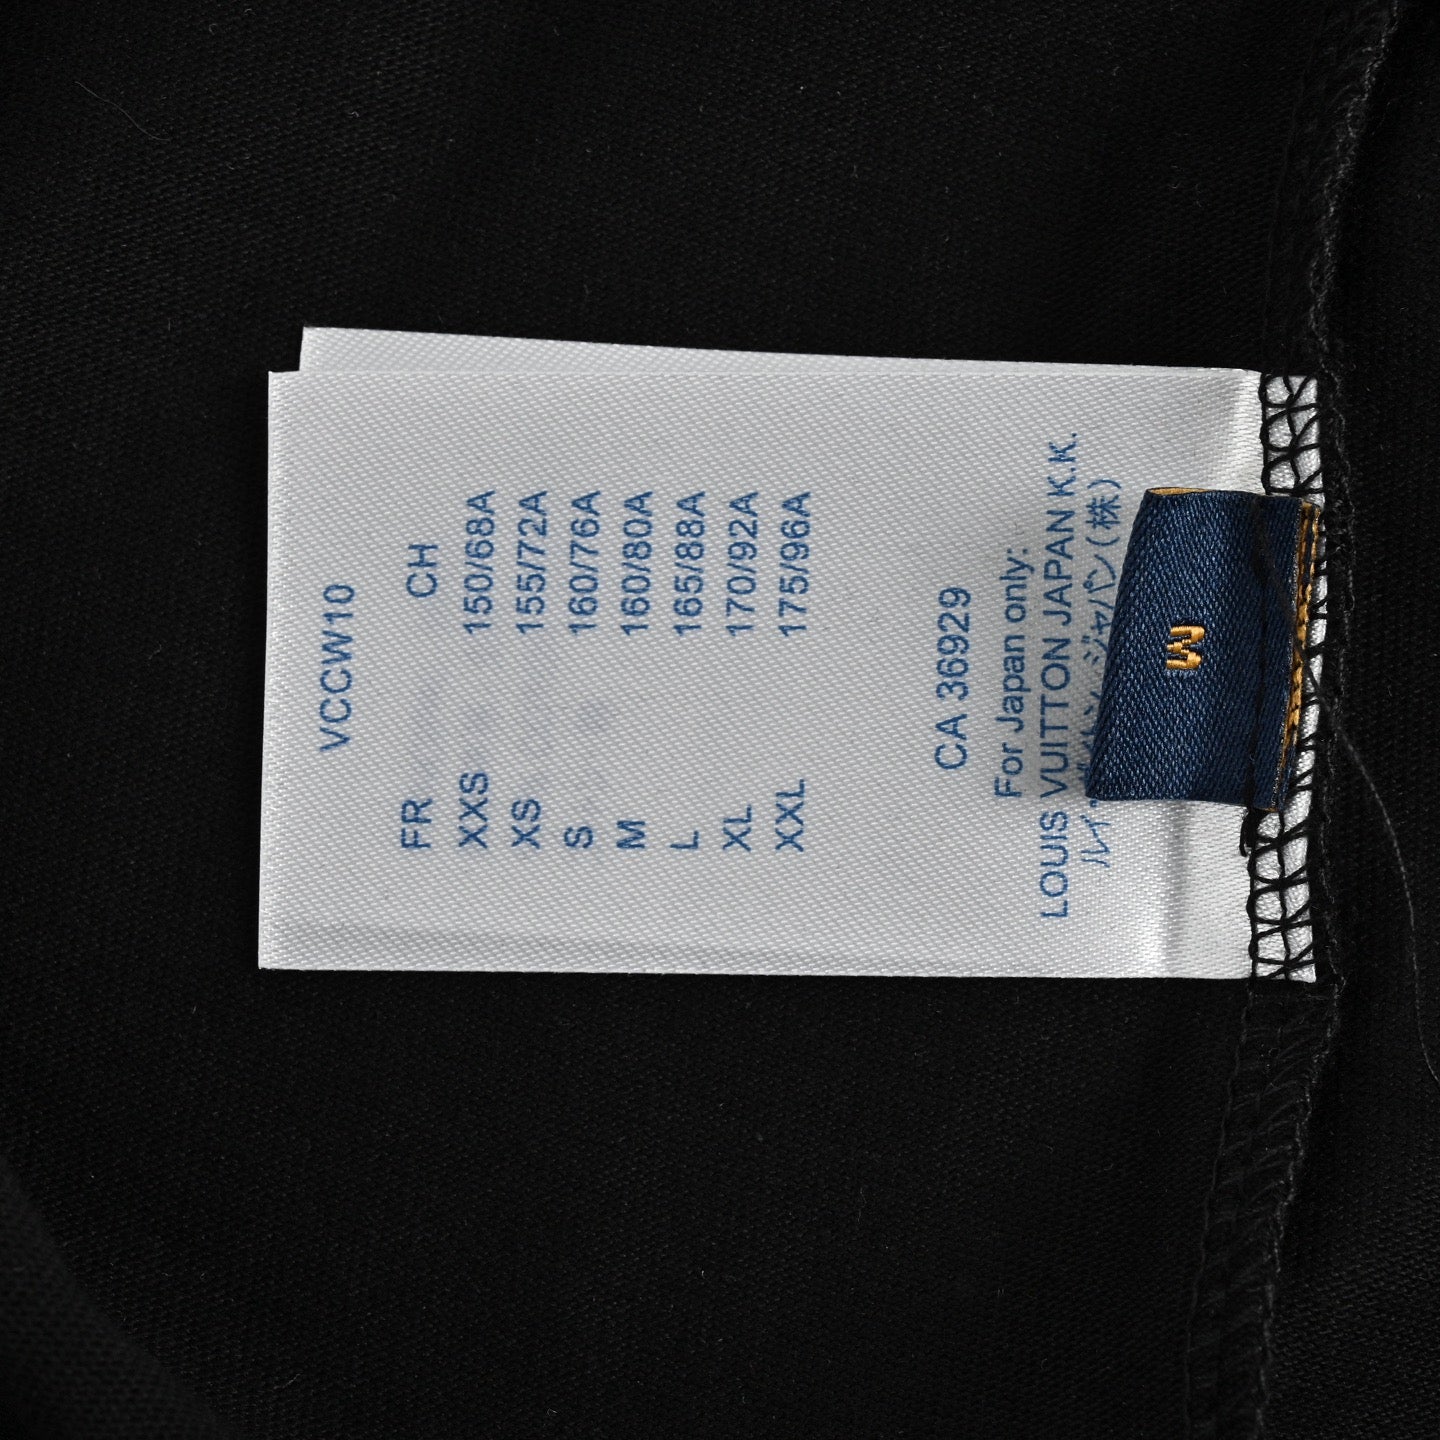 VCCW10
FR CH
XXS 150/68A
XS 155/72A
S 160/76A
M 160/80A
L 165/88A
XL 170/92A
XXL 175/96A
CA 36929
For Japan only:
LOUIS VUITTON JAPAN K.K.
ルイ・ヴィトン ジャパン(株)
M